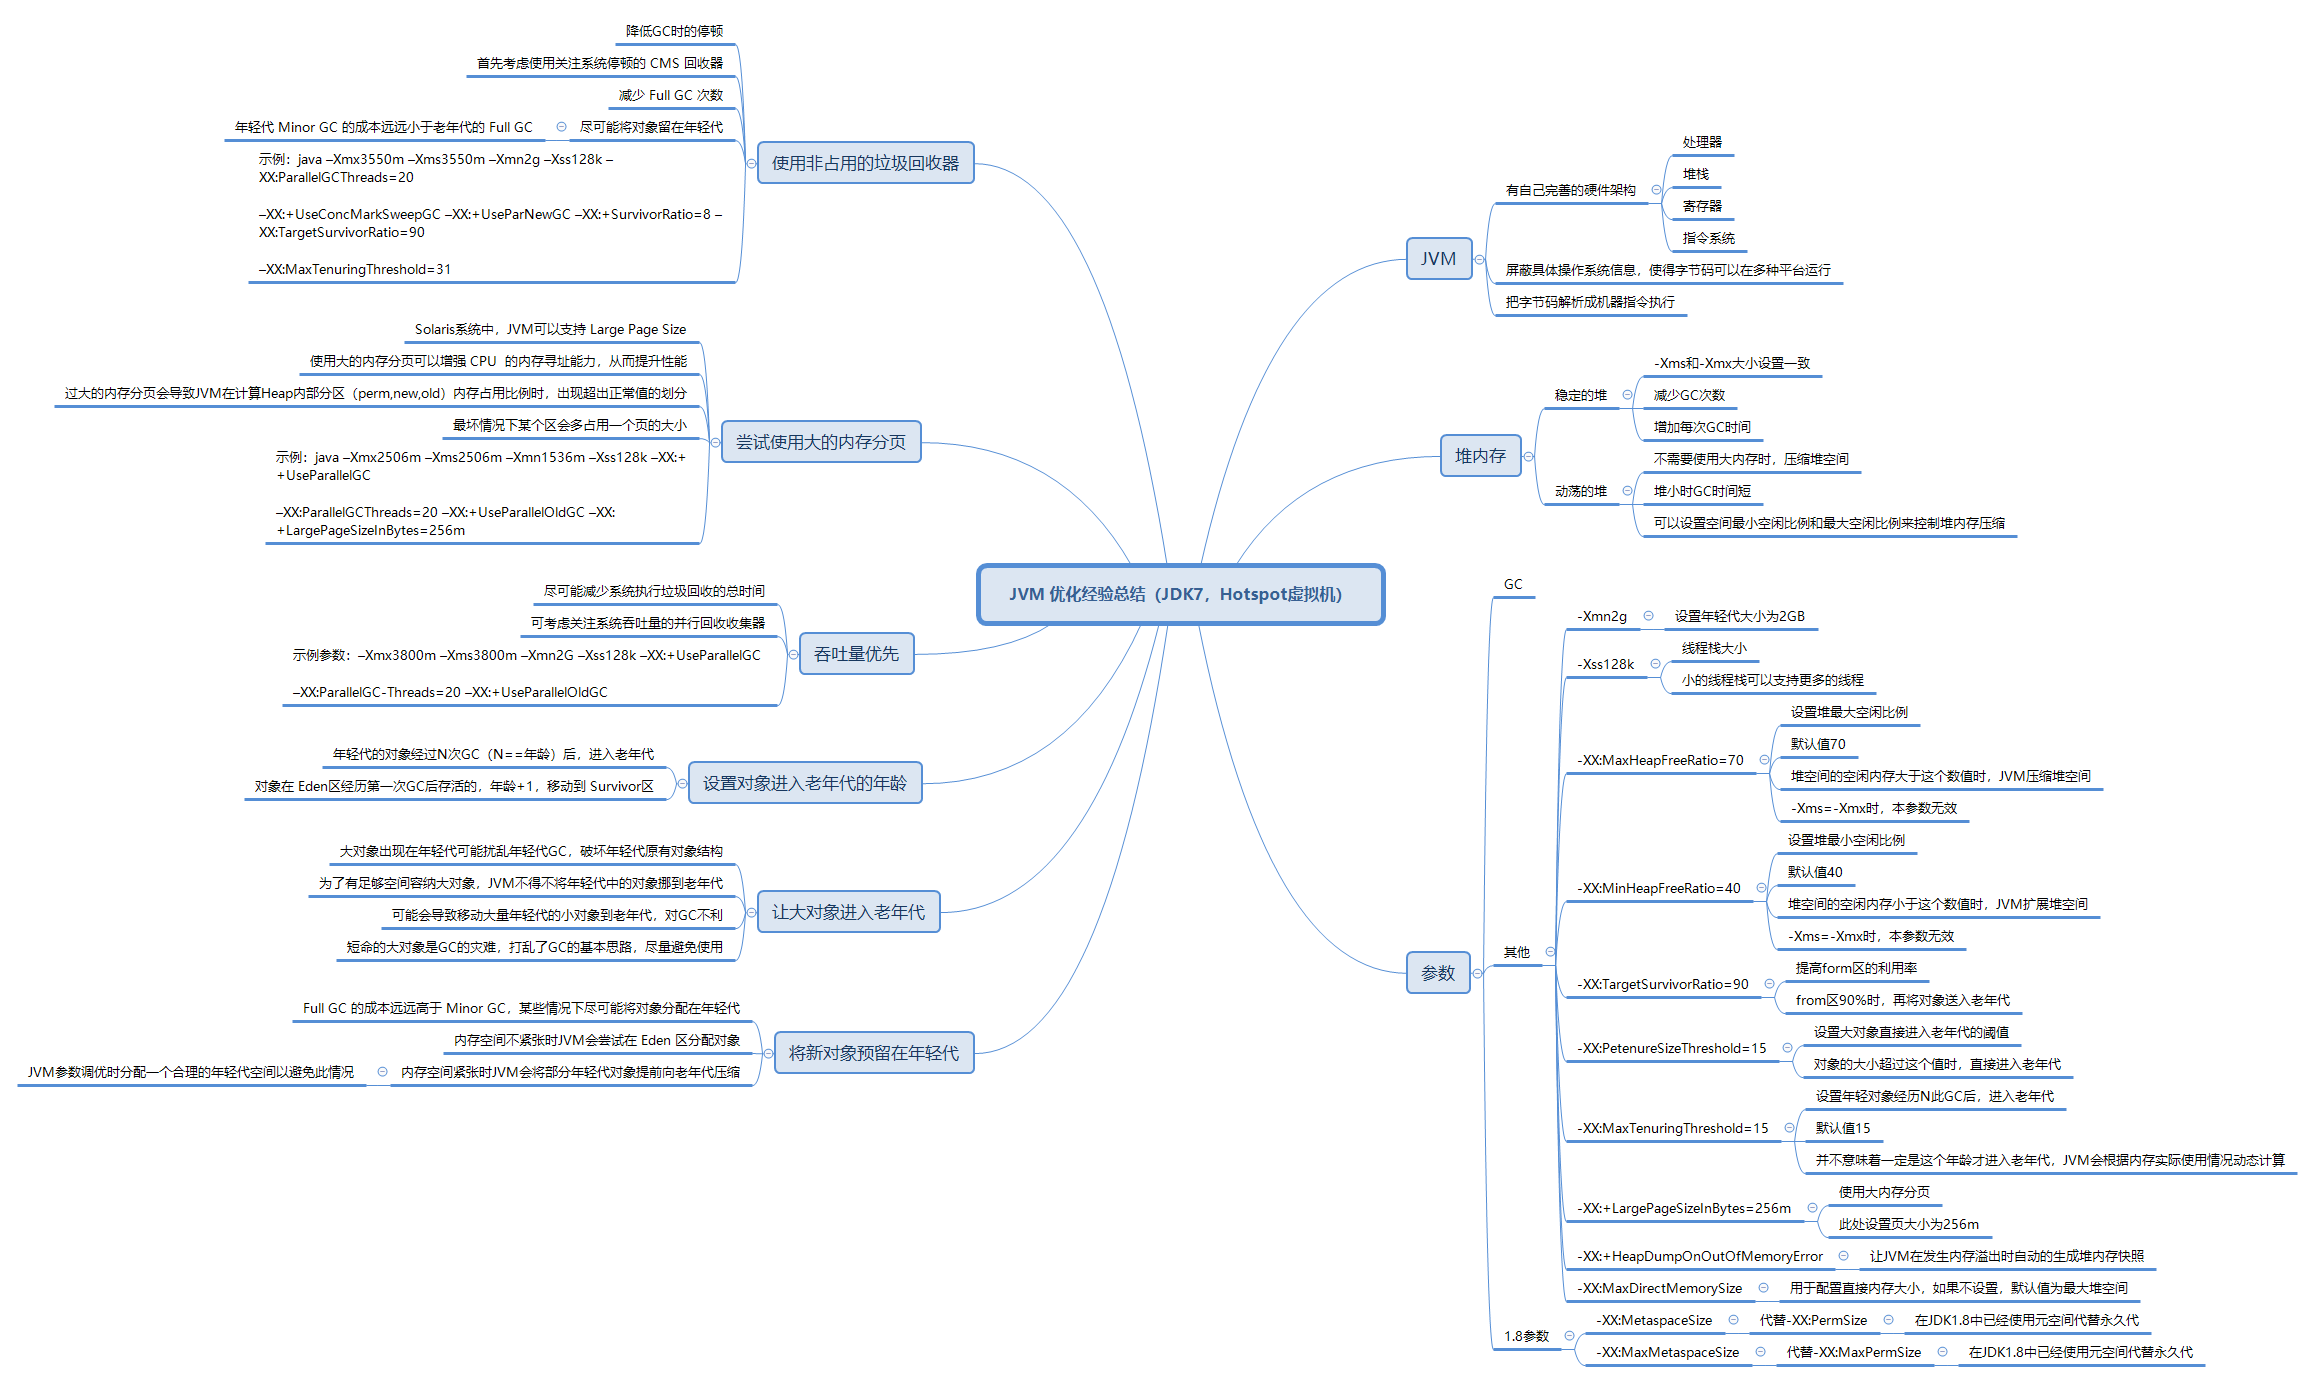 JVM 优化经验总结（JDK7，Hotspot虚拟机）
使用非占用的垃圾回收器
降低GC时的停顿
首先考虑使用关注系统停顿的 CMS 回收器
减少 Full GC 次数
尽可能将对象留在年轻代
年轻代 Minor GC 的成本远远小于老年代的 Full GC
示例：java –Xmx3550m –Xms3550m –Xmn2g –Xss128k –
XX:ParallelGCThreads=20
–XX:+UseConcMarkSweepGC –XX:+UseParNewGC –XX:+SurvivorRatio=8 –
XX:TargetSurvivorRatio=90
–XX:MaxTenuringThreshold=31
尝试使用大的内存分页
Solaris系统中，JVM可以支持 Large Page Size
使用大的内存分页可以增强 CPU  的内存寻址能力，从而提升性能
过大的内存分页会导致JVM在计算Heap内部分区（perm,new,old）内存占用比例时，出现超出正常值的划分
最坏情况下某个区会多占用一个页的大小
示例：java –Xmx2506m –Xms2506m –Xmn1536m –Xss128k –XX:+
+UseParallelGC
–XX:ParallelGCThreads=20 –XX:+UseParallelOldGC –XX:
+LargePageSizeInBytes=256m
吞吐量优先
尽可能减少系统执行垃圾回收的总时间
可考虑关注系统吞吐量的并行回收收集器
示例参数：–Xmx3800m –Xms3800m –Xmn2G –Xss128k –XX:+UseParallelGC
–XX:ParallelGC-Threads=20 –XX:+UseParallelOldGC
设置对象进入老年代的年龄
年轻代的对象经过N次GC（N==年龄）后，进入老年代
对象在 Eden区经历第一次GC后存活的，年龄+1，移动到 Survivor区
让大对象进入老年代
大对象出现在年轻代可能扰乱年轻代GC，破坏年轻代原有对象结构
为了有足够空间容纳大对象，JVM不得不将年轻代中的对象挪到老年代
可能会导致移动大量年轻代的小对象到老年代，对GC不利
短命的大对象是GC的灾难，打乱了GC的基本思路，尽量避免使用
将新对象预留在年轻代
Full GC 的成本远远高于 Minor GC，某些情况下尽可能将对象分配在年轻代
内存空间不紧张时JVM会尝试在 Eden 区分配对象
内存空间紧张时JVM会将部分年轻代对象提前向老年代压缩
JVM参数调优时分配一个合理的年轻代空间以避免此情况
JVM
有自己完善的硬件架构
处理器
堆栈
寄存器
指令系统
屏蔽具体操作系统信息，使得字节码可以在多种平台运行
把字节码解析成机器指令执行
堆内存
稳定的堆
-Xms和-Xmx大小设置一致
减少GC次数
增加每次GC时间
动荡的堆
不需要使用大内存时，压缩堆空间
堆小时GC时间短
可以设置空间最小空闲比例和最大空闲比例来控制堆内存压缩
参数
GC
其他
-Xmn2g
设置年轻代大小为2GB
-Xss128k
线程栈大小
小的线程栈可以支持更多的线程
-XX:MaxHeapFreeRatio=70
设置堆最大空闲比例
默认值70
堆空间的空闲内存大于这个数值时，JVM压缩堆空间
-Xms=-Xmx时，本参数无效
-XX:MinHeapFreeRatio=40
设置堆最小空闲比例
默认值40
堆空间的空闲内存小于这个数值时，JVM扩展堆空间
-Xms=-Xmx时，本参数无效
-XX:TargetSurvivorRatio=90
提高form区的利用率
from区90%时，再将对象送入老年代
-XX:PetenureSizeThreshold=15
设置大对象直接进入老年代的阈值
对象的大小超过这个值时，直接进入老年代
-XX:MaxTenuringThreshold=15
设置年轻对象经历N此GC后，进入老年代
默认值15
并不意味着一定是这个年龄才进入老年代，JVM会根据内存实际使用情况动态计算
-XX:+LargePageSizeInBytes=256m
使用大内存分页
此处设置页大小为256m
-XX:+HeapDumpOnOutOfMemoryError
让JVM在发生内存溢出时自动的生成堆内存快照
-XX:MaxDirectMemorySize
用于配置直接内存大小，如果不设置，默认值为最大堆空间
1.8参数
-XX:MetaspaceSize
代替-XX:PermSize
在JDK1.8中已经使用元空间代替永久代
-XX:MaxMetaspaceSize
代替-XX:MaxPermSize
在JDK1.8中已经使用元空间代替永久代